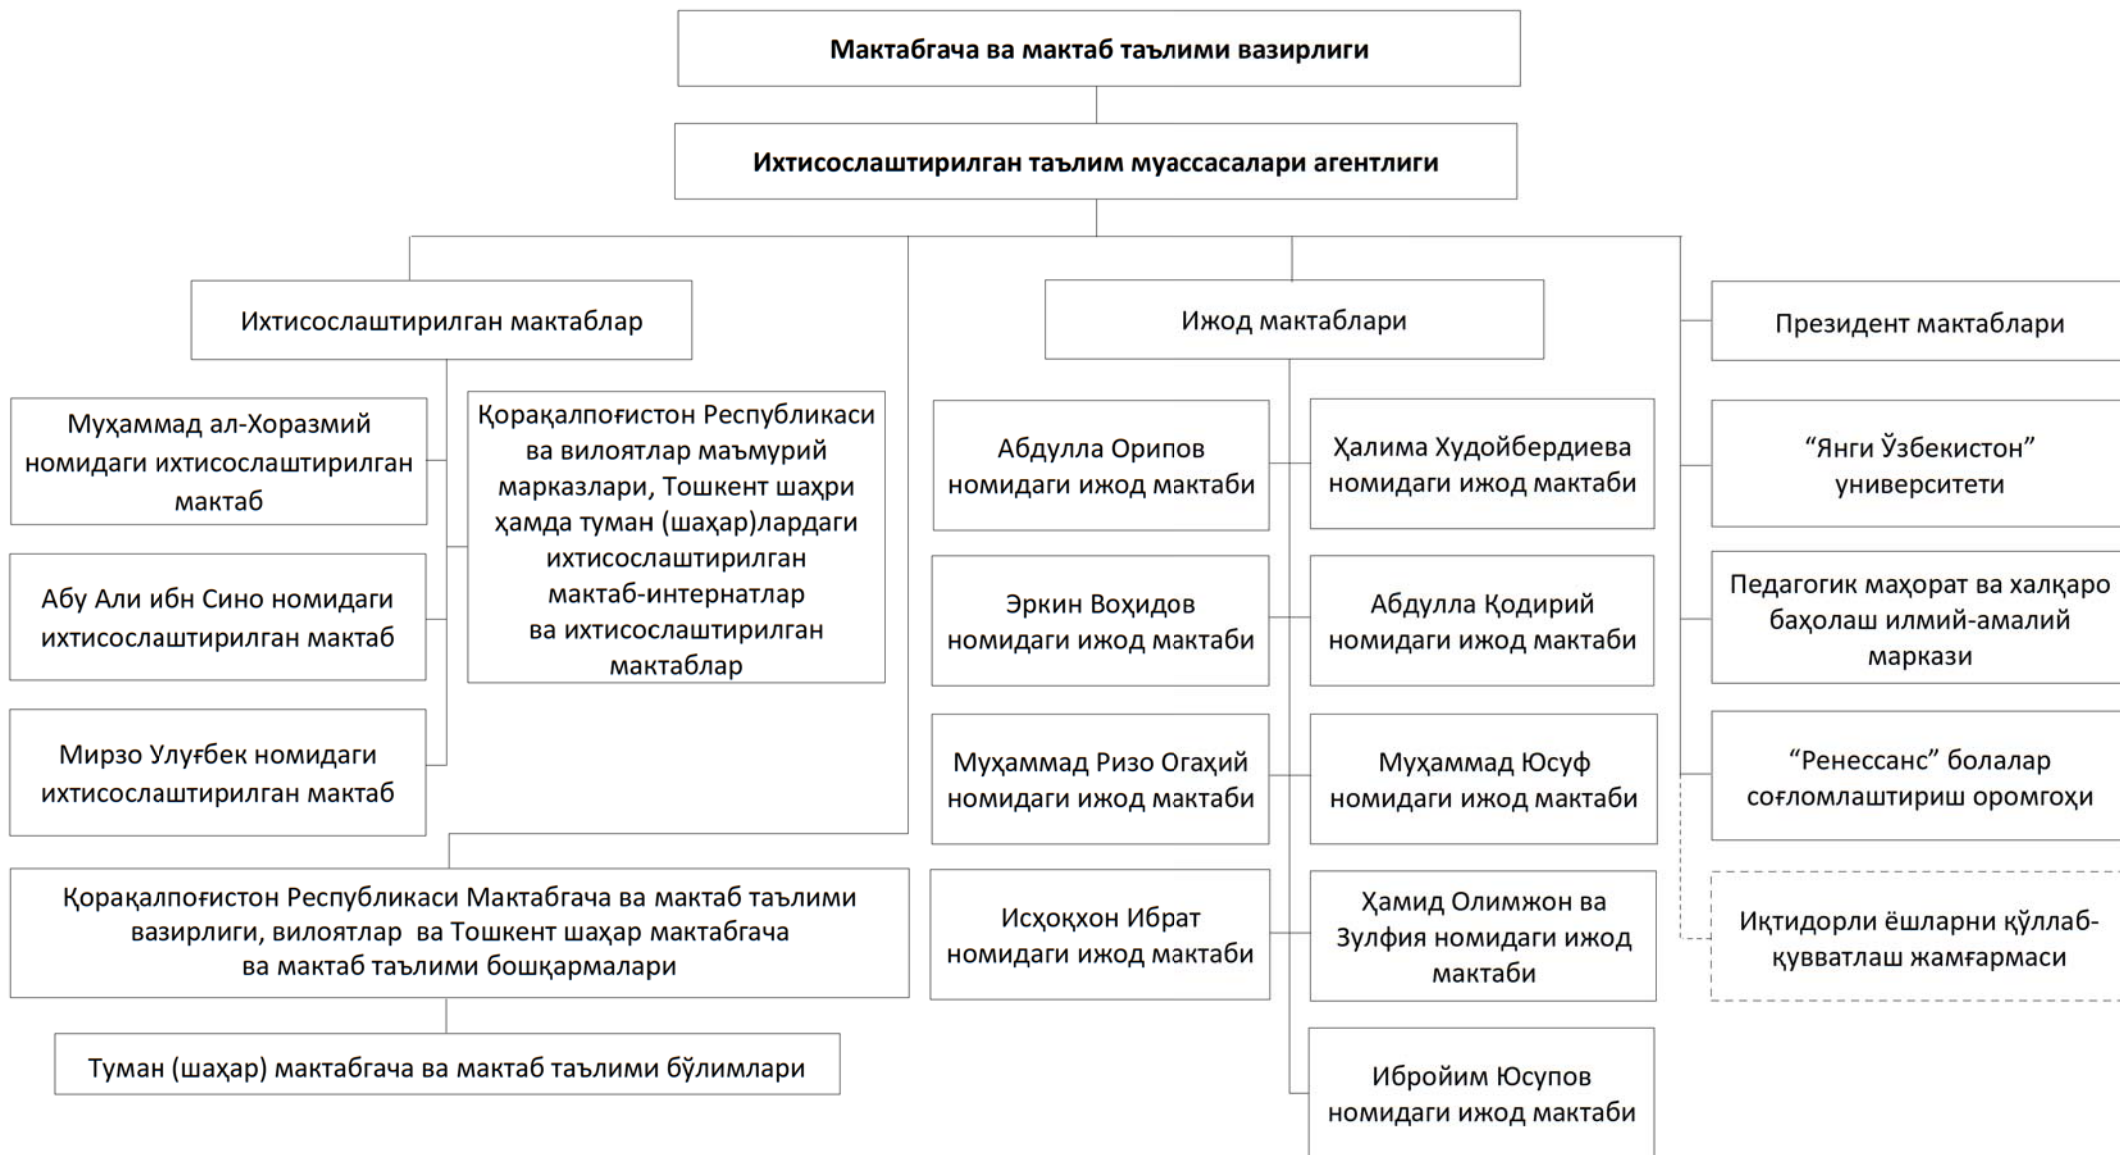 Мактабгача ва мактаб таълими вазирлиги
Ихтисослаштирилган таълим муассасалари агентлиги
Ихтисослаштирилган мактаблар
Муҳаммад ал-Хоразмий
номидаги ихтисослаштирилган
мактаб
Абу Али ибн Сино номидаги
ихтисослаштирилган мактаб
Мирзо Улуғбек номидаги
ихтисослаштирилган мактаб
Қорақалпоғистон Республикаси
ва вилоятлар маъмурий
марказлари, Тошкент шаҳри
ҳамда туман (шаҳар)лардаги
ихтисослаштирилган
мактаб-интернатлар
ва ихтисослаштирилган
мактаблар
Қорақалпоғистон Республикаси Мактабгача ва мактаб таълими
вазирлиги, вилоятлар ва Тошкент шаҳар мактабгача
ва мактаб таълими бошқармалари
Туман (шаҳар) мактабгача ва мактаб таълими бўлимлари
Ижод мактаблари
Абдулла Орипов
номидаги ижод мактаби
Ҳалима Худойбердиева
номидаги ижод мактаби
Эркин Воҳидов
номидаги ижод мактаби
Абдулла Қодирий
номидаги ижод мактаби
Муҳаммад Ризо Огаҳий
номидаги ижод мактаби
Муҳаммад Юсуф
номидаги ижод мактаби
Исҳоқхон Ибрат
номидаги ижод мактаби
Ҳамид Олимжон ва
Зулфия номидаги ижод
мактаби
Ибройим Юсупов
номидаги ижод мактаби
Президент мактаблари
“Янги Ўзбекистон”
университети
Педагогик маҳорат ва халқаро
баҳолаш илмий-амалий
маркази
“Ренессанс” болалар
соғломлаштириш оромгоҳи
Иқтидорли ёшларни қўллаб-
қувватлаш жамғармаси